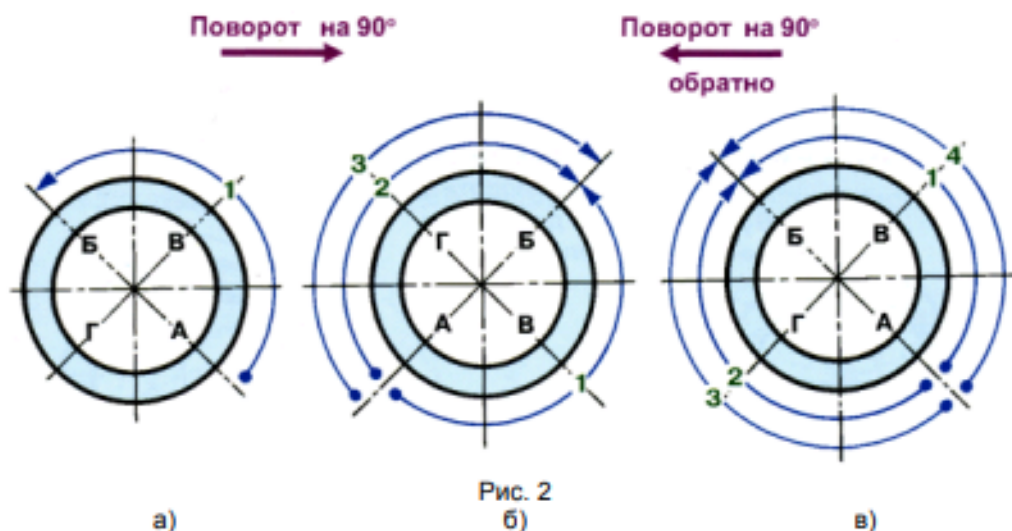 Поворот на 90°
Поворот на 90°
обратно
1'
Б
В
Г
А
3
2
Г
Б
А
В
1
4'
1'
Б
В
Г
А
2
3
Рис. 2
а)
б)
в)